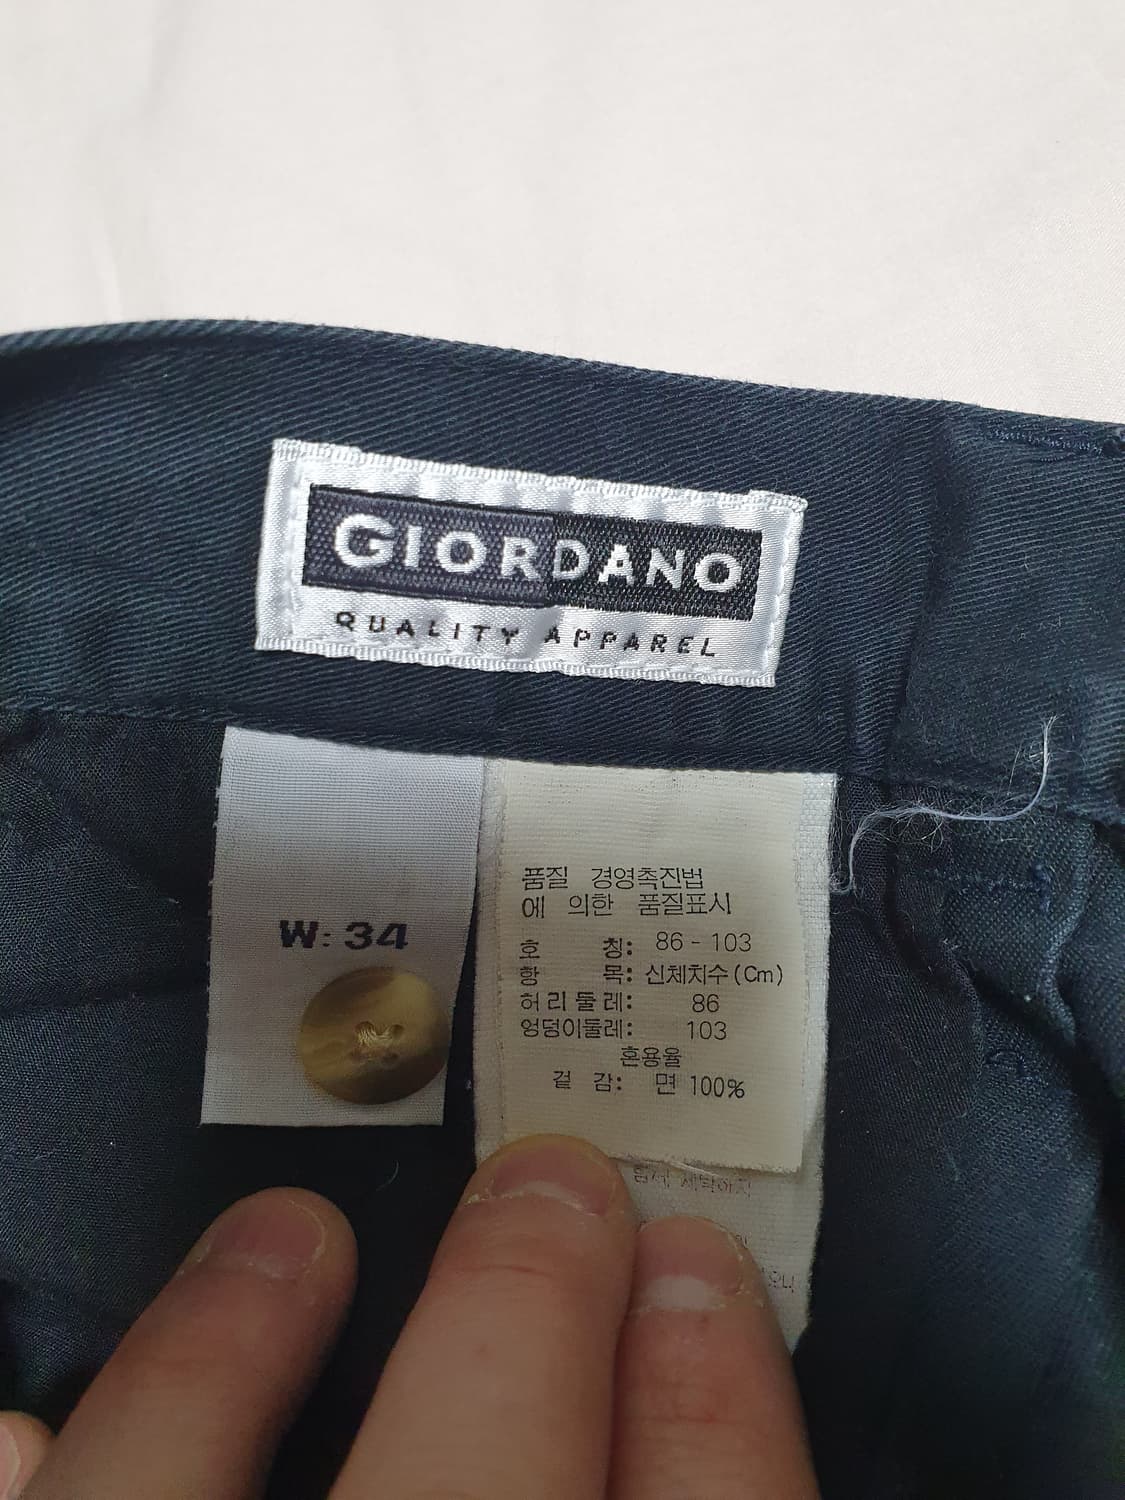 GIORDANO
QUALITY APPAREL
W: 34
품질 경영촉진법
에 의한 품질표시
호 칭: 86 - 103
항 목: 신체치수(Cm)
허리둘레: 86
엉덩이둘레: 103
혼용율
겉 감: 면 100%